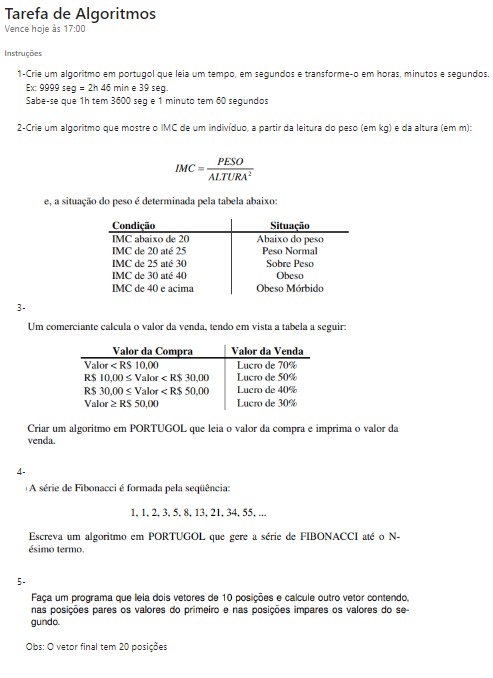 Tarefa de Algoritmos
Vence hoje às 17:00
Instruções
1-Crie um algoritmo em portugol que leia um tempo, em segundos e transforme-o em horas, minutos e segundos.
Ex: 9999 seg = 2h 46 min e 39 seg.
Sabe-se que 1h tem 3600 seg e 1 minuto tem 60 segundos
2-Crie um algoritmo que mostre o IMC de um indivíduo, a partir da leitura do peso (em kg) e da altura (em m):
IMC = PESO / ALTURA²
e, a situação do peso é determinada pela tabela abaixo:
Condição Situação
IMC abaixo de 20 Abaixo do peso
IMC de 20 até 25 Peso Normal
IMC de 25 até 30 Sobre Peso
IMC de 30 até 40 Obeso
IMC de 40 e acima Obeso Mórbido
3-
Um comerciante calcula o valor da venda, tendo em vista a tabela a seguir:
Valor da Compra Valor da Venda
Valor < R$ 10,00 Lucro de 70%
R$ 10,00 ≤ Valor < R$ 30,00 Lucro de 50%
R$ 30,00 ≤ Valor < R$ 50,00 Lucro de 40%
Valor ≥ R$ 50,00 Lucro de 30%
Criar um algoritmo em PORTUGOL que leia o valor da compra e imprima o valor da
venda.
4-
A série de Fibonacci é formada pela seqüência:
1, 1, 2, 3, 5, 8, 13, 21, 34, 55, ...
Escreva um algoritmo em PORTUGOL que gere a série de FIBONACCI até o N-
ésimo termo.
5-
Faça um programa que leia dois vetores de 10 posições e calcule outro vetor contendo,
nas posições pares os valores do primeiro e nas posições impares os valores do se-
gundo.
Obs: O vetor final tem 20 posições